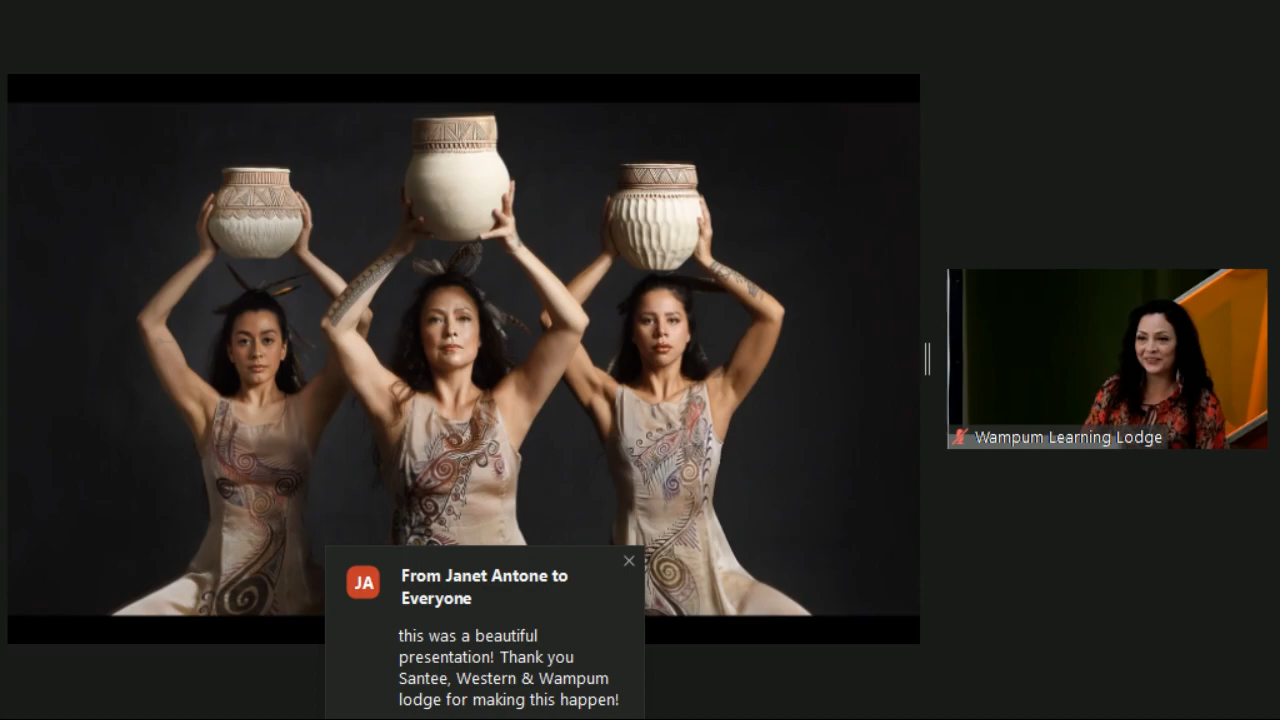 Wampum Learning Lodge
JA
From Janet Antone to
Everyone
this was a beautiful
presentation! Thank you
Santee, Western & Wampum
lodge for making this happen!